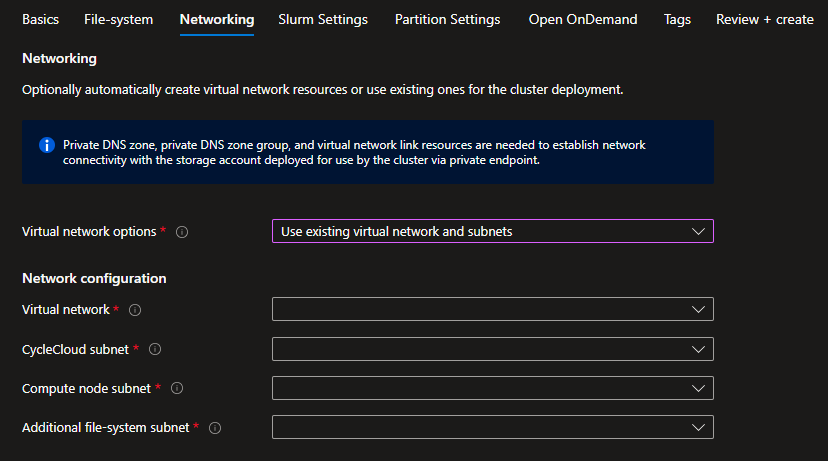 Basics File-system Networking Slurm Settings Partition Settings Open OnDemand Tags Review + create
Networking
Optionally automatically create virtual network resources or use existing ones for the cluster deployment.
Private DNS zone, private DNS zone group, and virtual network link resources are needed to establish network
connectivity with the storage account deployed for use by the cluster via private endpoint.
Virtual network options * Use existing virtual network and subnets
Network configuration
Virtual network *
CycleCloud subnet *
Compute node subnet *
Additional file-system subnet *